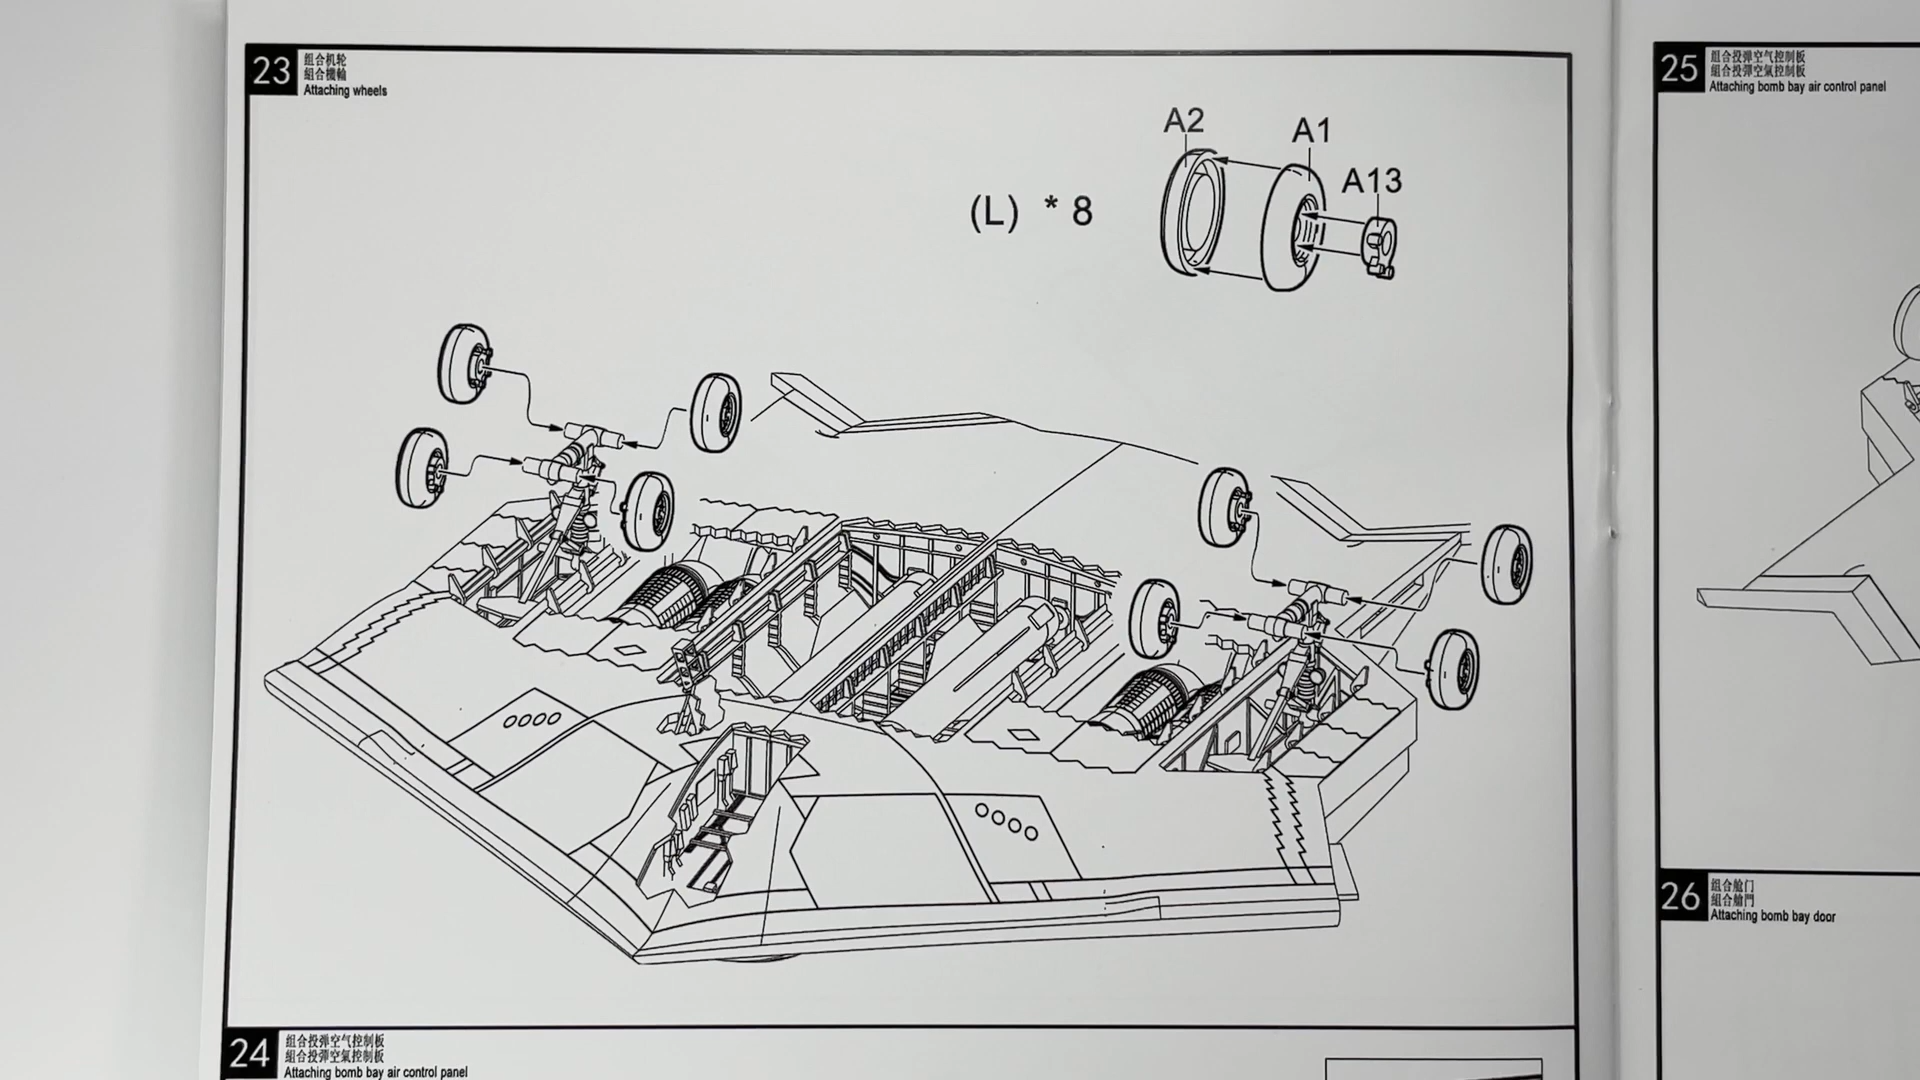 23
组合机轮
組合機輪
Attaching wheels
A2
A1
A13
(L) * 8
24
组合投弹空气控制板
組合投彈空氣控制板
Attaching bomb bay air control panel
25
组合投弹空气控制板
組合投彈空氣控制板
Attaching bomb bay air control panel
26
组合舱门
組合艙門
Attaching bomb bay door